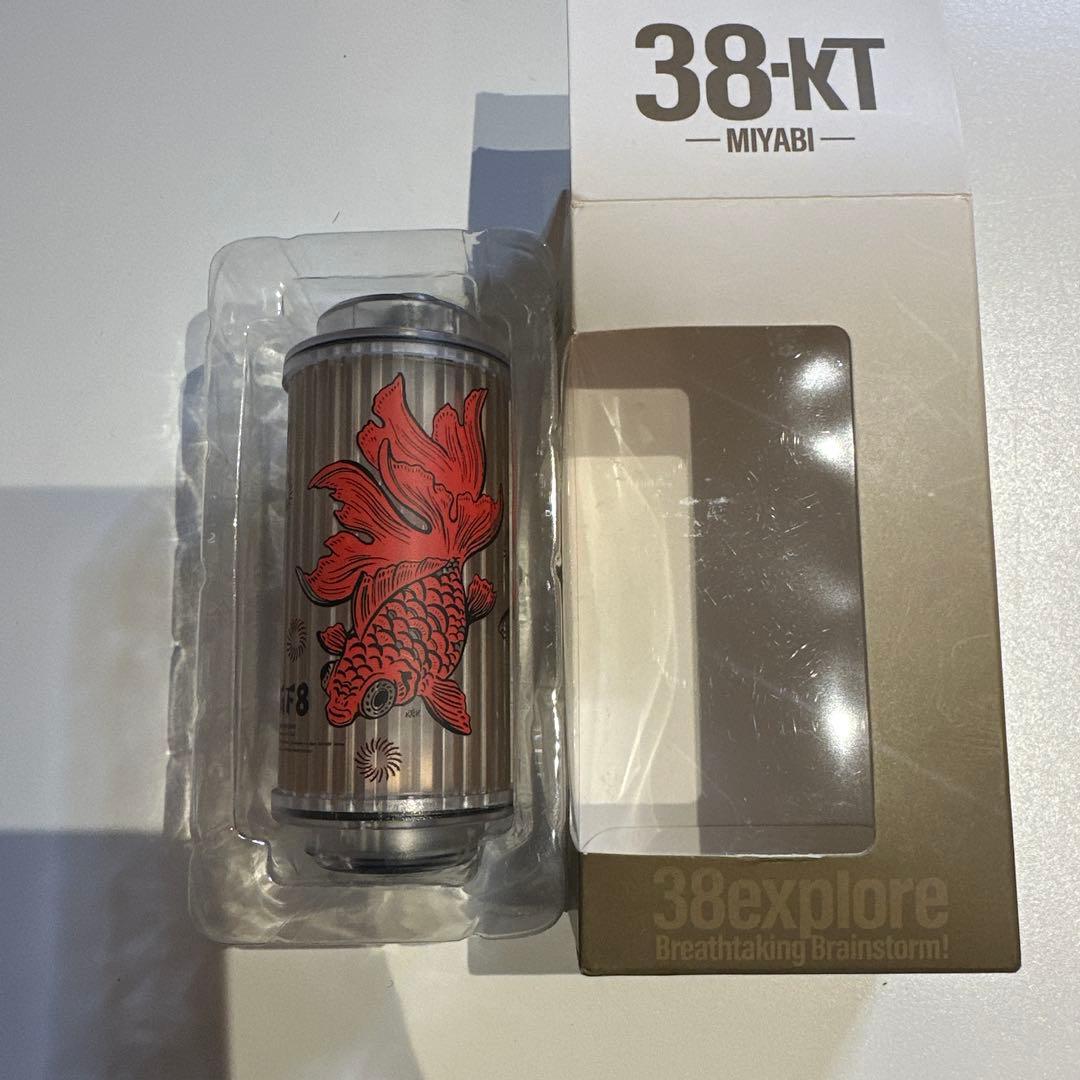 38-KT
MIYABI
F8
38explore
Breathtaking Brainstorm!